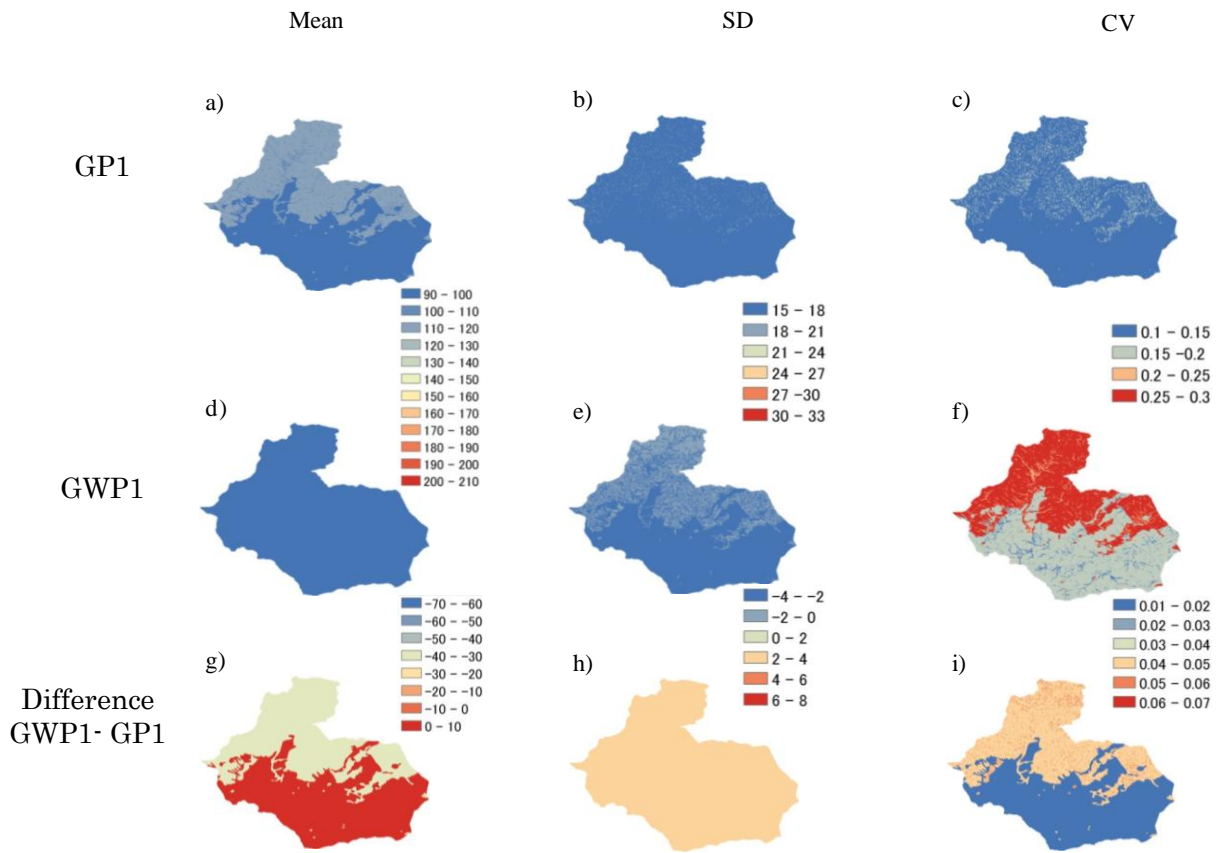 Mean
SD
CV
a)
b)
c)
GP1
90 - 100
100 - 110
110 - 120
120 - 130
130 - 140
140 - 150
150 - 160
160 - 170
170 - 180
180 - 190
190 - 200
200 - 210
15 - 18
18 - 21
21 - 24
24 - 27
27 -30
30 - 33
0.1 - 0.15
0.15 -0.2
0.2 - 0.25
0.25 - 0.3
d)
e)
f)
GWP1
-70 - -60
-60 - -50
-50 - -40
-40 - -30
-30 - -20
-20 - -10
-10 - 0
0 - 10
-4 - -2
-2 - 0
0 - 2
2 - 4
4 - 6
6 - 8
0.01 - 0.02
0.02 - 0.03
0.03 - 0.04
0.04 - 0.05
0.05 - 0.06
0.06 - 0.07
g)
h)
i)
Difference
GWP1- GP1